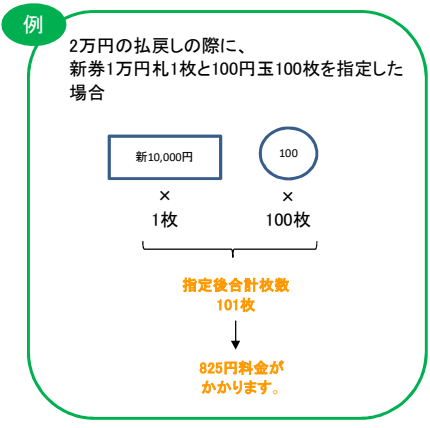 例
2万円の払戻しの際に、
新券1万円札1枚と100円玉100枚を指定した
場合
新10,000円
100
×
×
1枚
100枚
指定後合計枚数
101枚
825円料金が
かかります。